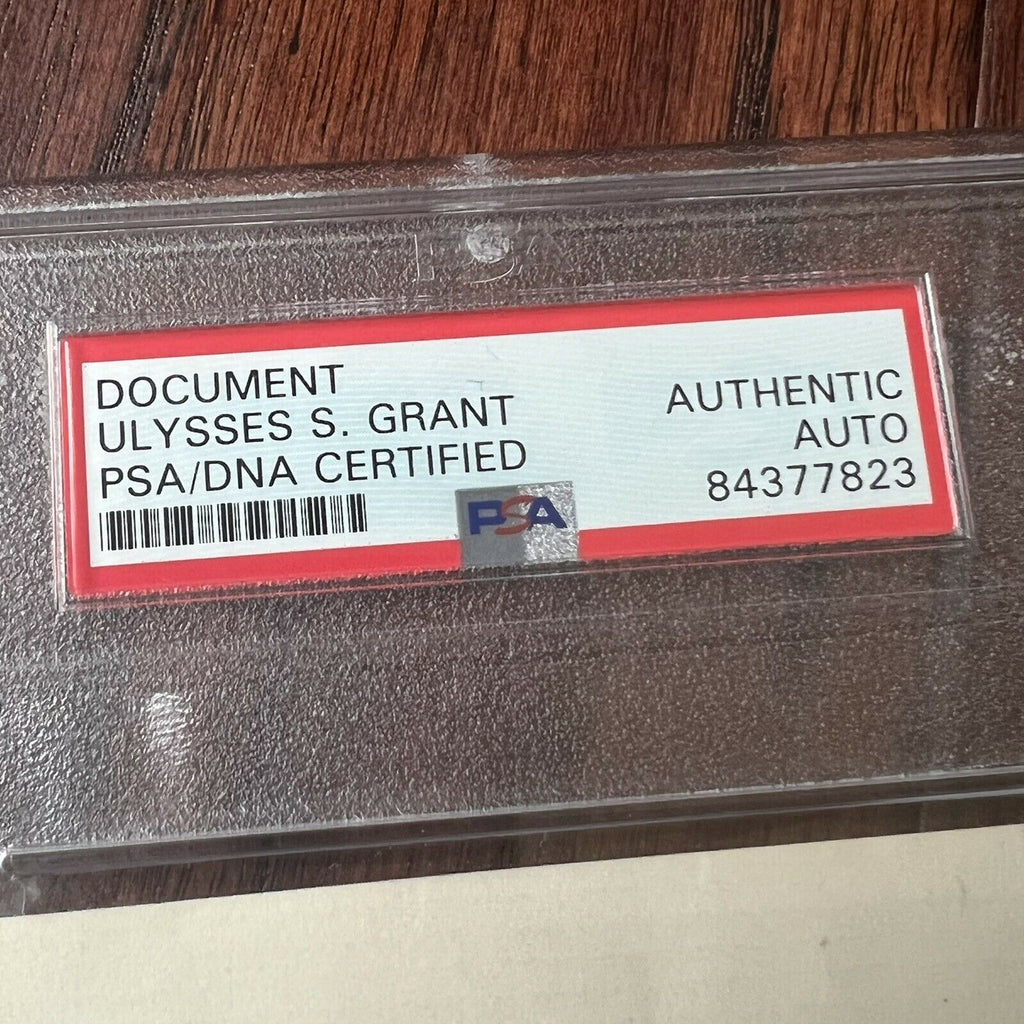 DOCUMENT
ULYSSES S. GRANT
PSA/DNA CERTIFIED
AUTHENTIC
AUTO
84377823
PSA